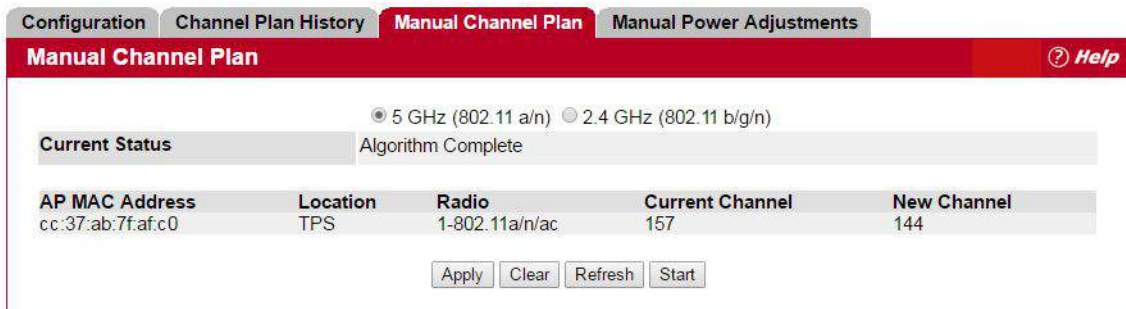 Configuration Channel Plan History Manual Channel Plan Manual Power Adjustments
Manual Channel Plan ? Help
5 GHz (802.11 a/n) 2.4 GHz (802.11 b/g/n)
Current Status Algorithm Complete
AP MAC Address Location Radio Current Channel New Channel
cc:37:ab:7f:af:c0 TPS 1-802.11a/n/ac 157 144
Apply Clear Refresh Start